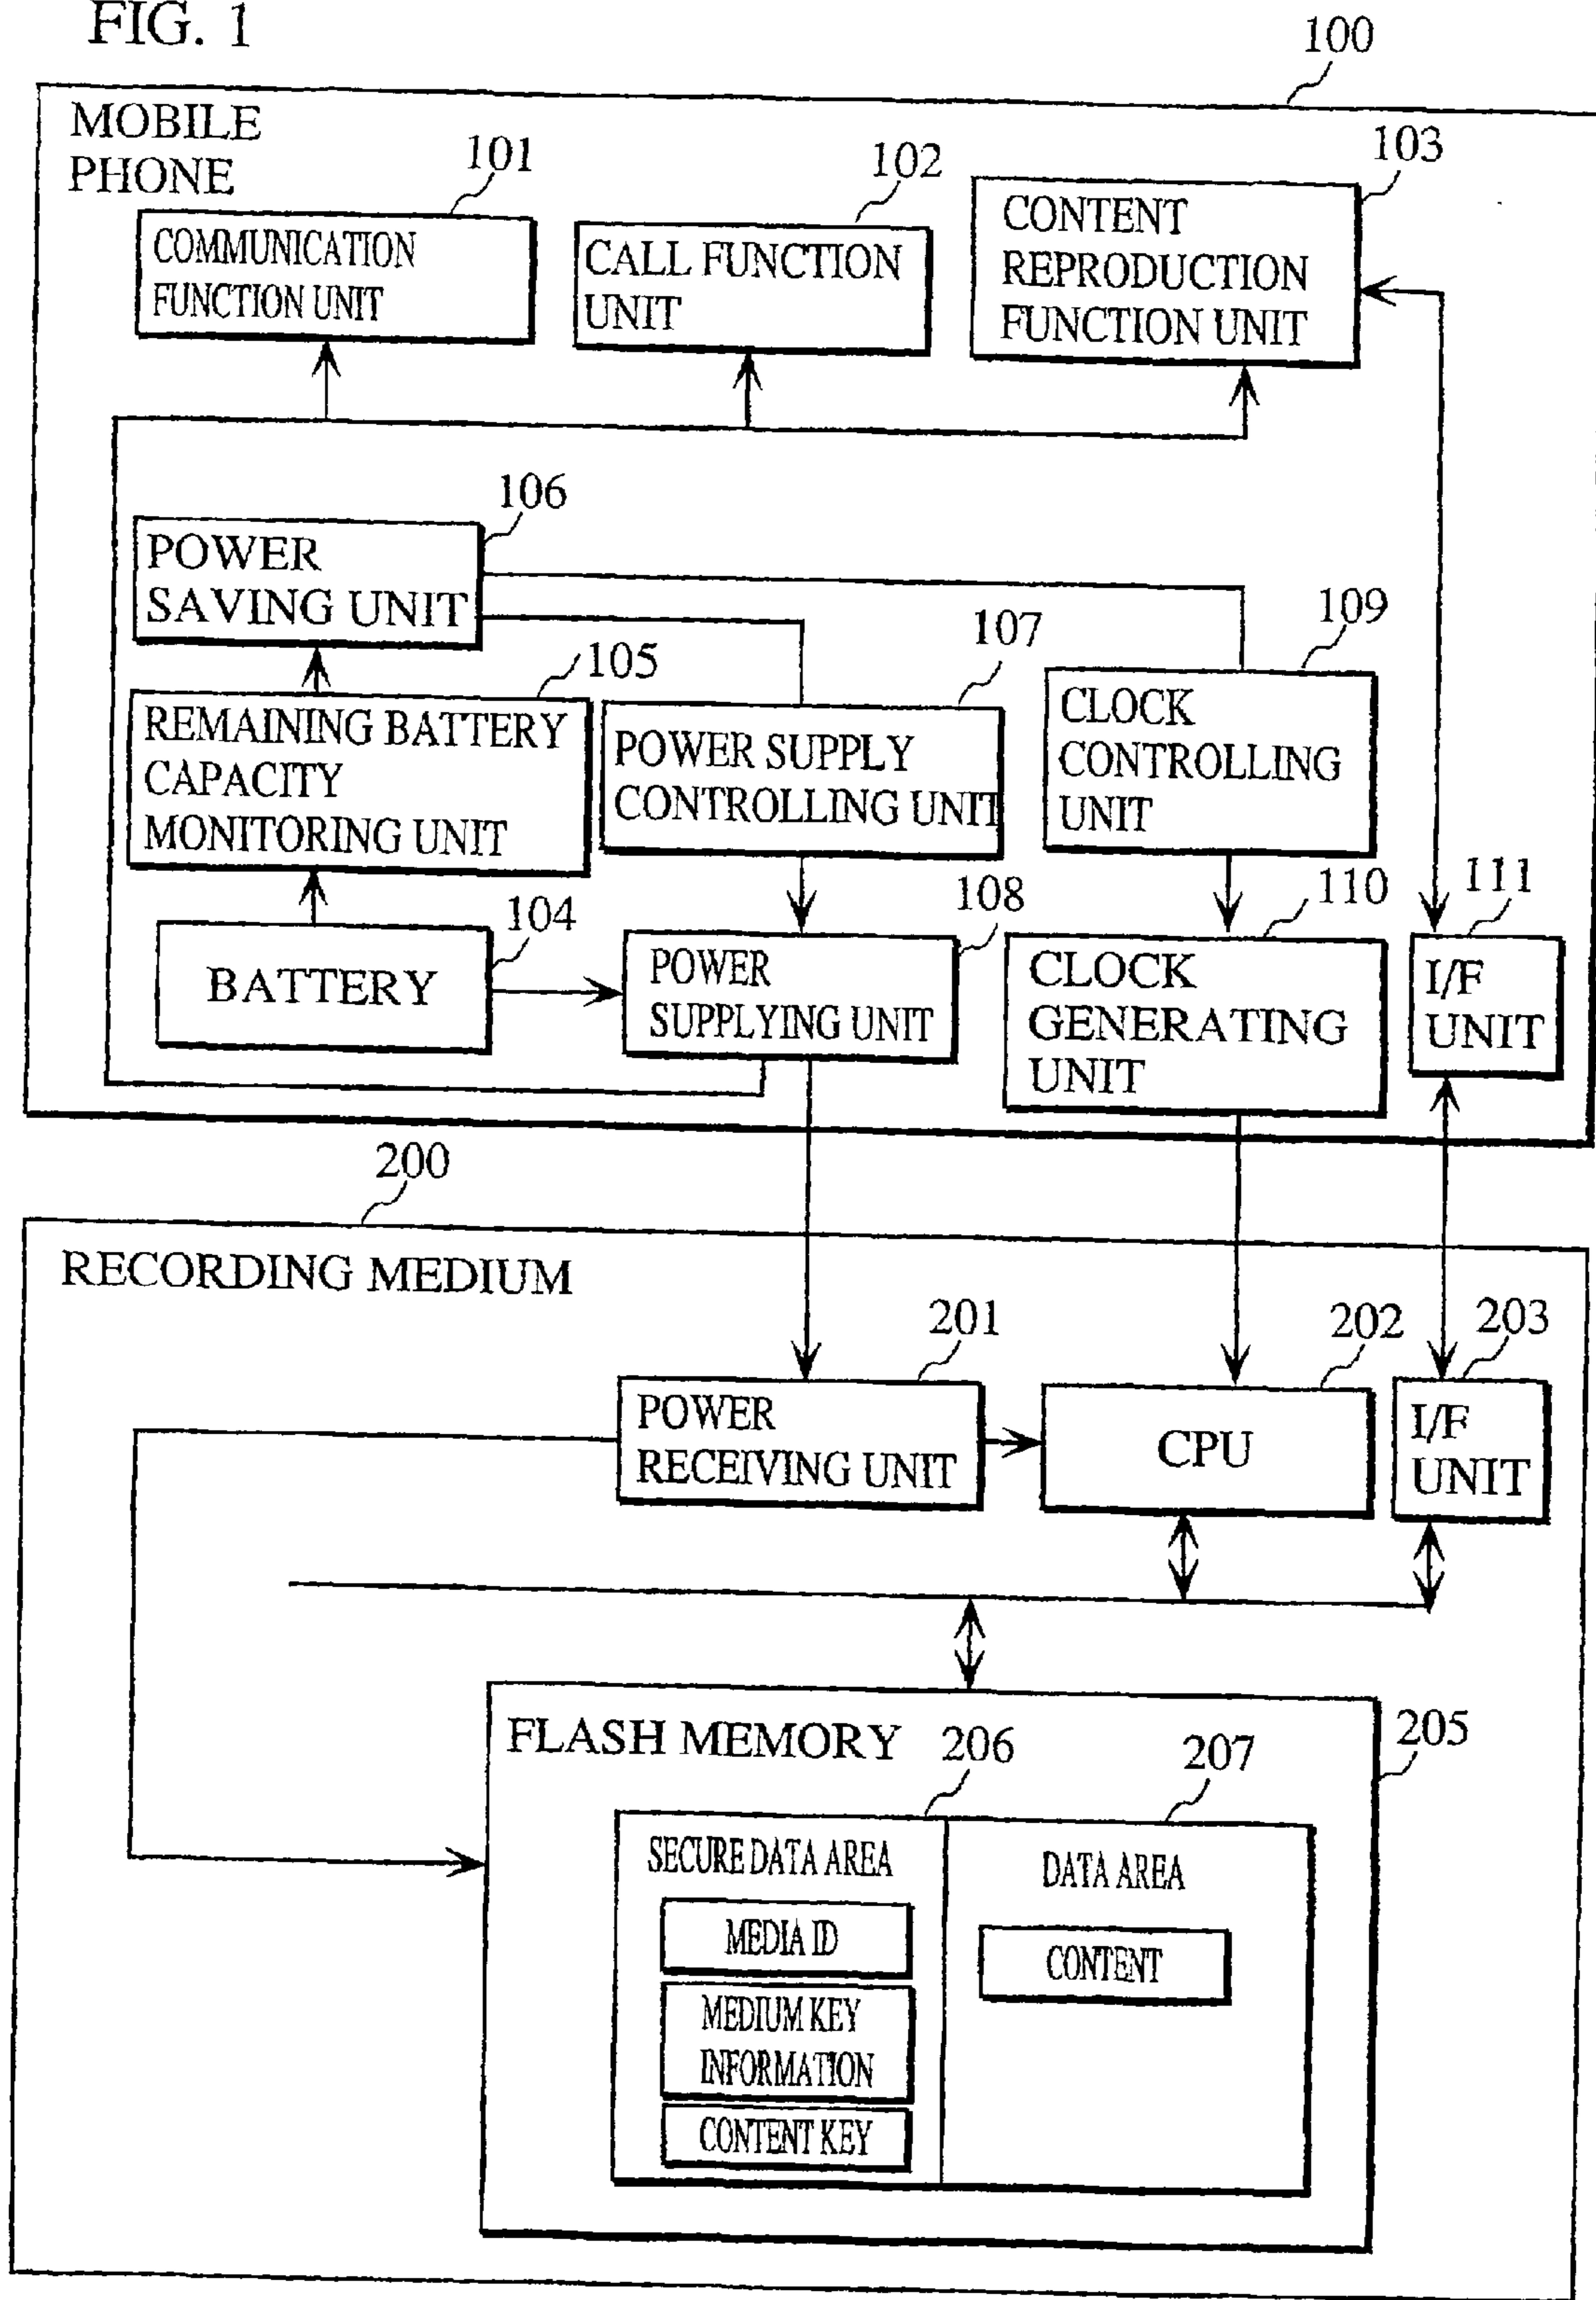 FIG. 1
100
MOBILE
PHONE
101
102
103
COMMUNICATION
FUNCTION UNIT
CALL FUNCTION
UNIT
CONTENT
REPRODUCTION
FUNCTION UNIT
106
POWER
SAVING UNIT
105
107
109
REMAINING BATTERY
CAPACITY
MONITORING UNIT
POWER SUPPLY
CONTROLLING UNIT
CLOCK
CONTROLLING
UNIT
104
108
110
111
BATTERY
POWER
SUPPLYING UNIT
CLOCK
GENERATING
UNIT
I/F
UNIT
200
RECORDING MEDIUM
201
202
203
POWER
RECEIVING UNIT
CPU
I/F
UNIT
FLASH MEMORY
205
206
207
SECURE DATA AREA
DATA AREA
MEDIA ID
CONTENT
MEDIUM KEY
INFORMATION
CONTENT KEY